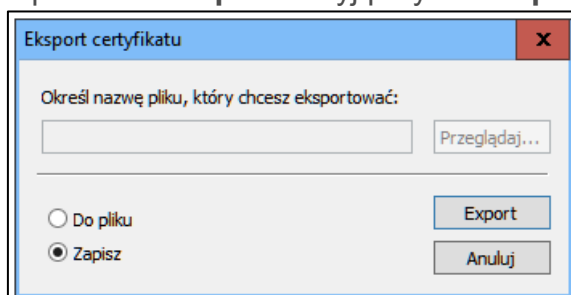 Eksport certyfikatu
x
Określ nazwę pliku, który chcesz eksportować:
Przeglądaj...
Do pliku
Export
Zapisz
Anuluj